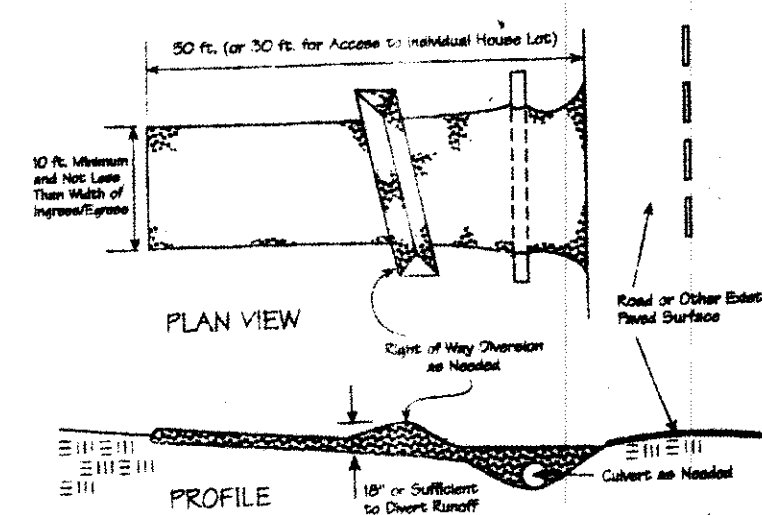 50 ft. (or 30 ft. for Access to Individual House Lot)
10 ft. Minimum
and Not Less
Than Width of
Ingress/Egress
PLAN VIEW
Right of Way Diversion
as Needed
Road or Other Exist
Paved Surface
PROFILE
18" or Sufficient
to Divert Runoff
Culvert as Needed